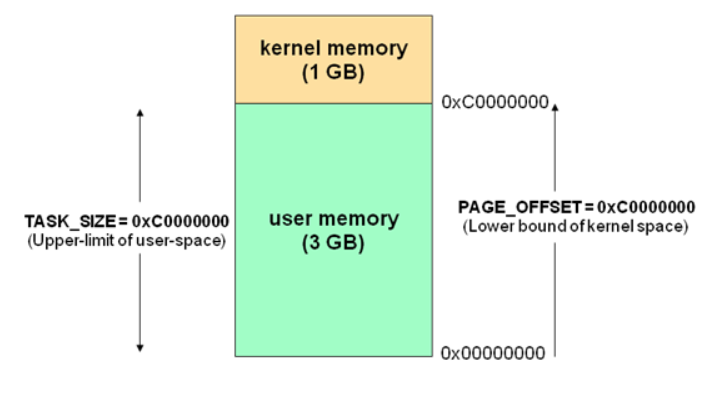 kernel memory
(1 GB)
0xC0000000
TASK_SIZE = 0xC0000000
(Upper-limit of user-space)
user memory
(3 GB)
PAGE_OFFSET = 0xC0000000
(Lower bound of kernel space)
0x00000000